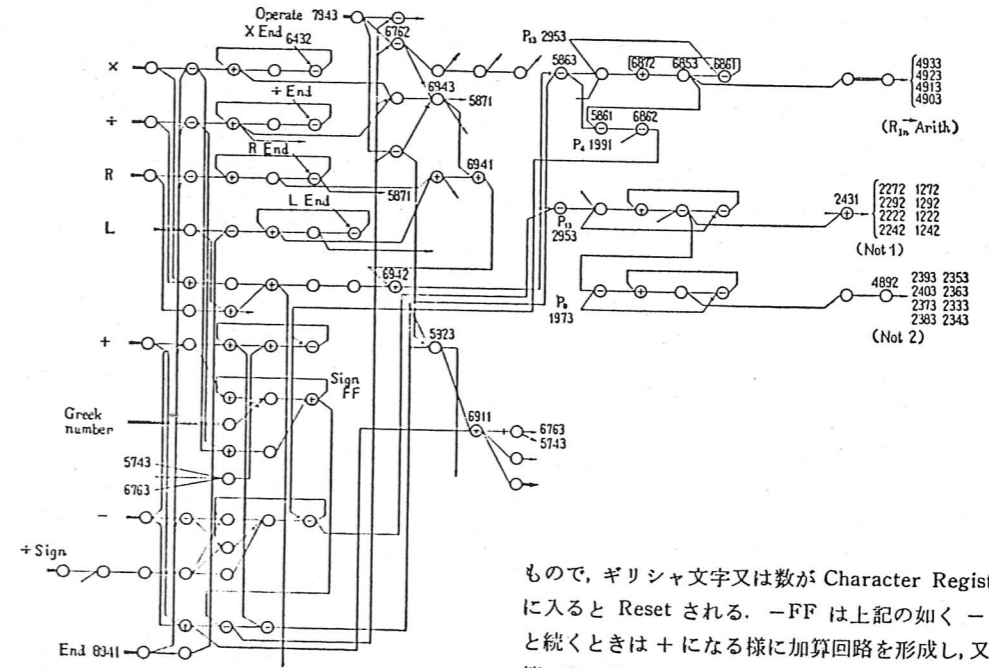 Operate 7943
X End
6432
6762
P₁₃ 2953
×
5863
6872
6853
6861
4933
4923
4913
4903
6943
5871
÷ End
÷
5861
6862
(R₁ₙ Arith)
P₄ 1991
R End
R
6941
5871
2431
2272 1272
2292 1292
2222 1222
2242 1242
L End
L
P₁₃
2953
(Not 1)
6942
4892
2393 2353
2403 2363
2373 2333
2383 2343
P₈
1973
(Not 2)
+
5923
Sign
FF
Greek
number
6911
+
6763
5743
5743
6763
-
÷ Sign
End 8941
もので, ギリシャ文字又は数が Character Regist
に入ると Reset される. －FF は上記の如く －
と続くときは + になる様に加算回路を形成し, 又